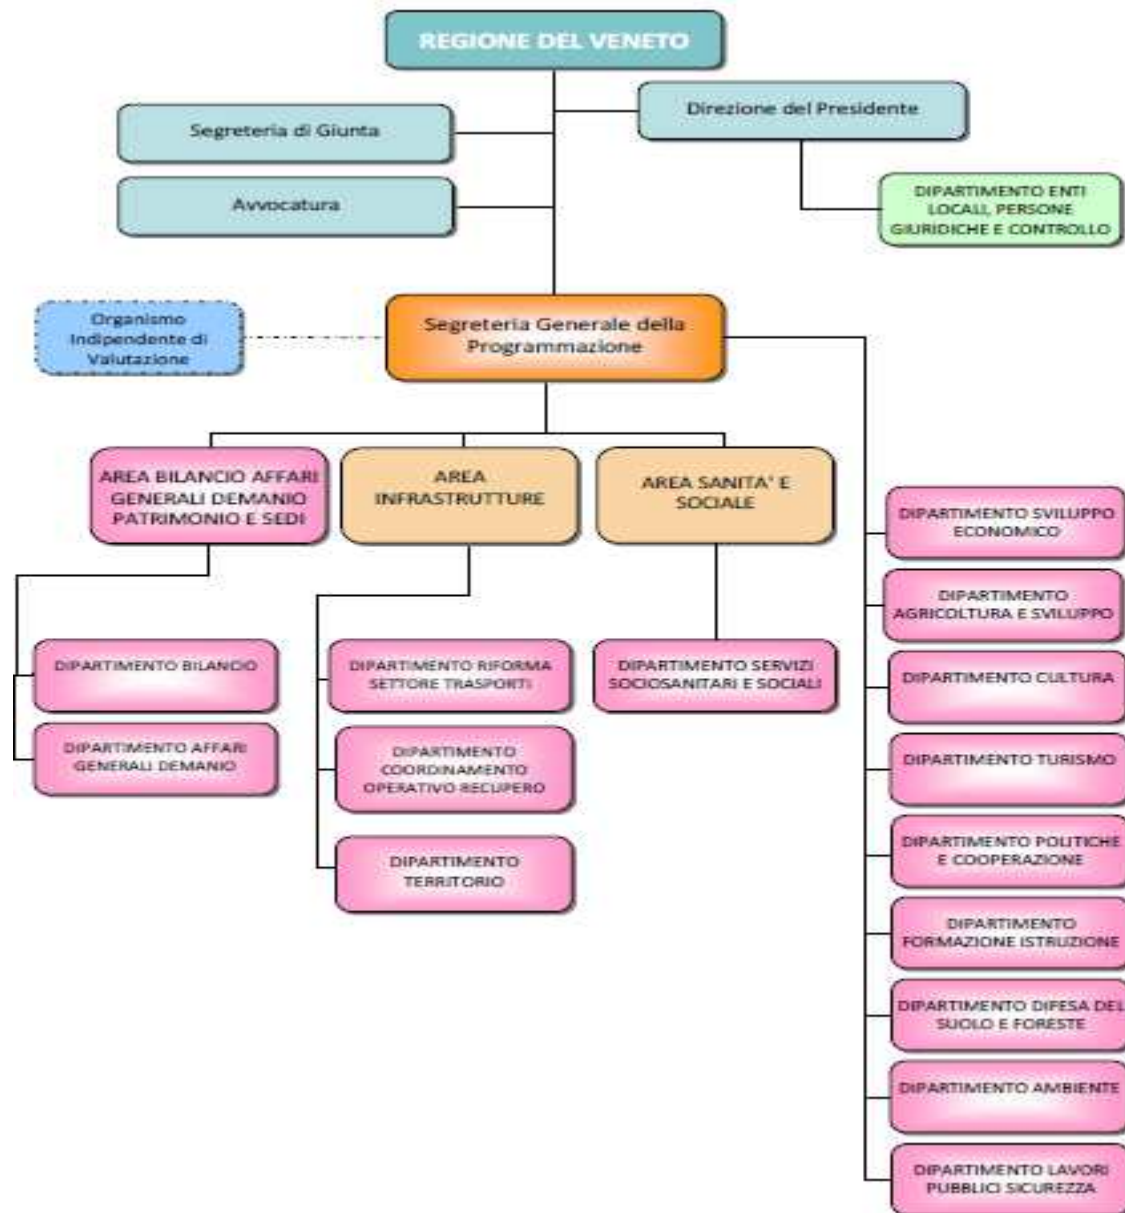 REGIONE DEL VENETO
Direzione del Presidente
Segreteria di Giunta
Avvocatura
DIPARTIMENTO ENTI
LOCALI, PERSONE
GIURIDICHE E CONTROLLO
Organismo
Indipendente di
Valutazione
Segreteria Generale della
Programmazione
AREA BILANCIO AFFARI
GENERALI DEMANIO
PATRIMONIO E SEDI
AREA
INFRASTRUTTURE
AREA SANITA' E
SOCIALE
DIPARTIMENTO BILANCIO
DIPARTIMENTO AFFARI
GENERALI DEMANIO
DIPARTIMENTO RIFORMA
SETTORE TRASPORTI
DIPARTIMENTO
COORDINAMENTO
OPERATIVO RECUPERO
DIPARTIMENTO
TERRITORIO
DIPARTIMENTO SERVIZI
SOCIOSANITARI E SOCIALI
DIPARTIMENTO SVILUPPO
ECONOMICO
DIPARTIMENTO
AGRICOLTURA E SVILUPPO
DIPARTIMENTO CULTURA
DIPARTIMENTO TURISMO
DIPARTIMENTO POLITICHE
E COOPERAZIONE
DIPARTIMENTO
FORMAZIONE ISTRUZIONE
DIPARTIMENTO DIFESA DEL
SUOLO E FORESTE
DIPARTIMENTO AMBIENTE
DIPARTIMENTO LAVORI
PUBBLICI SICUREZZA